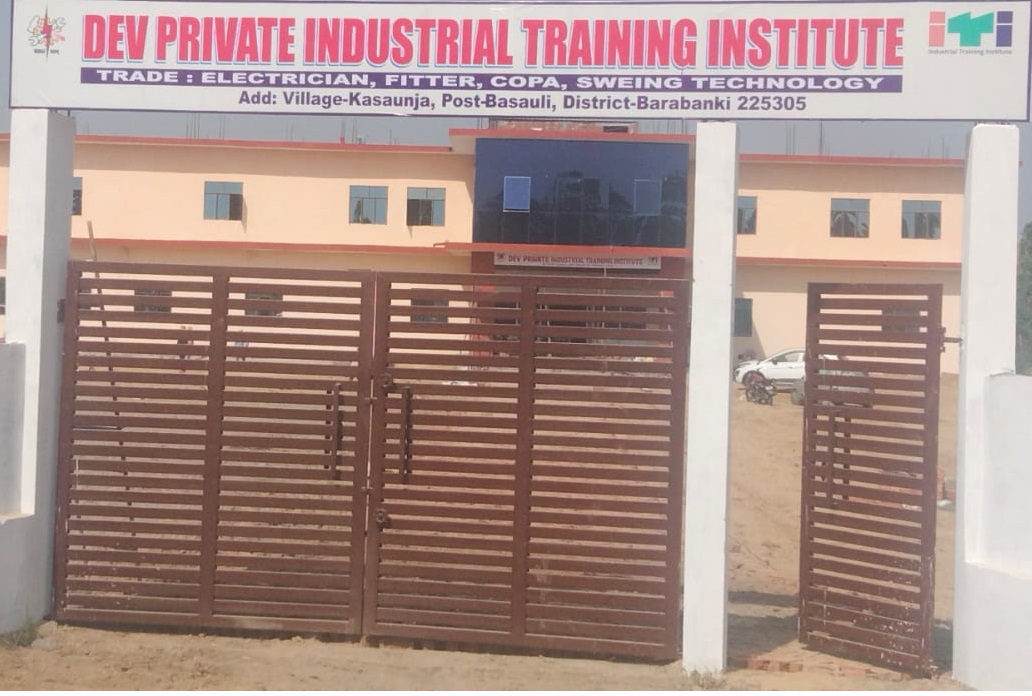 DEV PRIVATE INDUSTRIAL TRAINING INSTITUTE
TRADE : ELECTRICIAN, FITTER, COPA, SWEING TECHNOLOGY
Add: Village-Kasaunja, Post-Basauli, District-Barabanki 225305
iti
Industrial Training Institute
DEV PRIVATE INDUSTRIAL TRAINING INSTITUTE